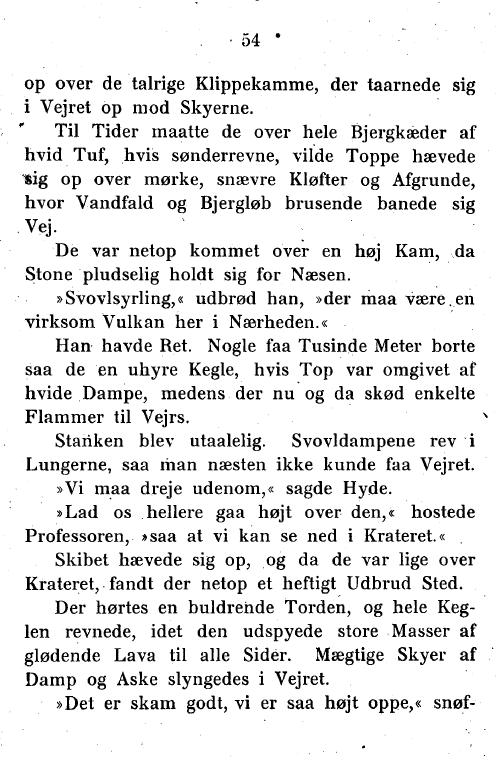 54
op over de talrige Klippekamme, der taarnede sig
i Vejret op mod Skyerne.
Til Tider maatte de over hele Bjergkæder af
hvid Tuf, hvis sønderrevne, vilde Toppe hævede
sig op over mørke, snævre Kløfter og Afgrunde,
hvor Vandfald og Bjergløb brusende banede sig
Vej.
De var netop kommet over en høj Kam, da
Stone pludselig holdt sig for Næsen.
»Svovlsyrling,« udbrød han, »der maa være en
virksom Vulkan her i Nærheden.«
Han havde Ret. Nogle faa Tusinde Meter borte
saa de en uhyre Kegle, hvis Top var omgivet af
hvide Dampe, medens der nu og da skød enkelte
Flammer til Vejrs.
Stanken blev utaalelig. Svovldampene rev i
Lungerne, saa man næsten ikke kunde faa Vejret.
»Vi maa dreje udenom,« sagde Hyde.
»Lad os hellere gaa højt over den,« hostede
Professoren, »saa at vi kan se ned i Krateret.«
Skibet hævede sig op, og da de var lige over
Krateret, fandt der netop et heftigt Udbrud Sted.
Der hørtes en buldrende Torden, og hele Keg-
len revnede, idet den udspyede store Masser af
glødende Lava til alle Sider. Mægtige Skyer af
Damp og Aske slyngedes i Vejret.
»Det er skam godt, vi er saa højt oppe,« snøf-